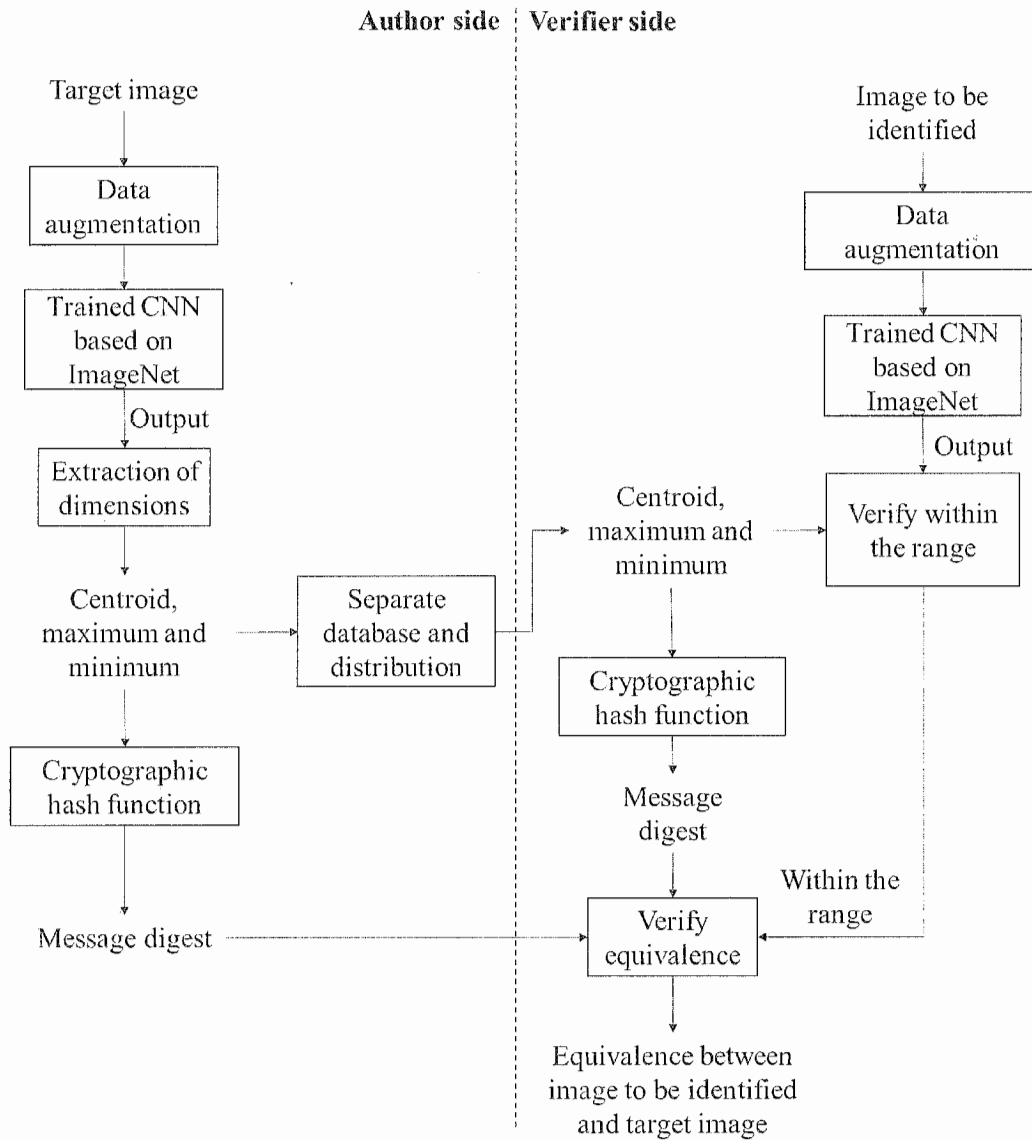 Author side
Verifier side
Target image
Data
augmentation
Trained CNN
based on
ImageNet
Output
Extraction of
dimensions
Centroid,
maximum and
minimum
Cryptographic
hash function
Message digest
Separate
database and
distribution
Image to be
identified
Data
augmentation
Trained CNN
based on
ImageNet
Output
Verify within
the range
Centroid,
maximum and
minimum
Cryptographic
hash function
Message
digest
Within the
range
Verify
equivalence
Equivalence between
image to be identified
and target image